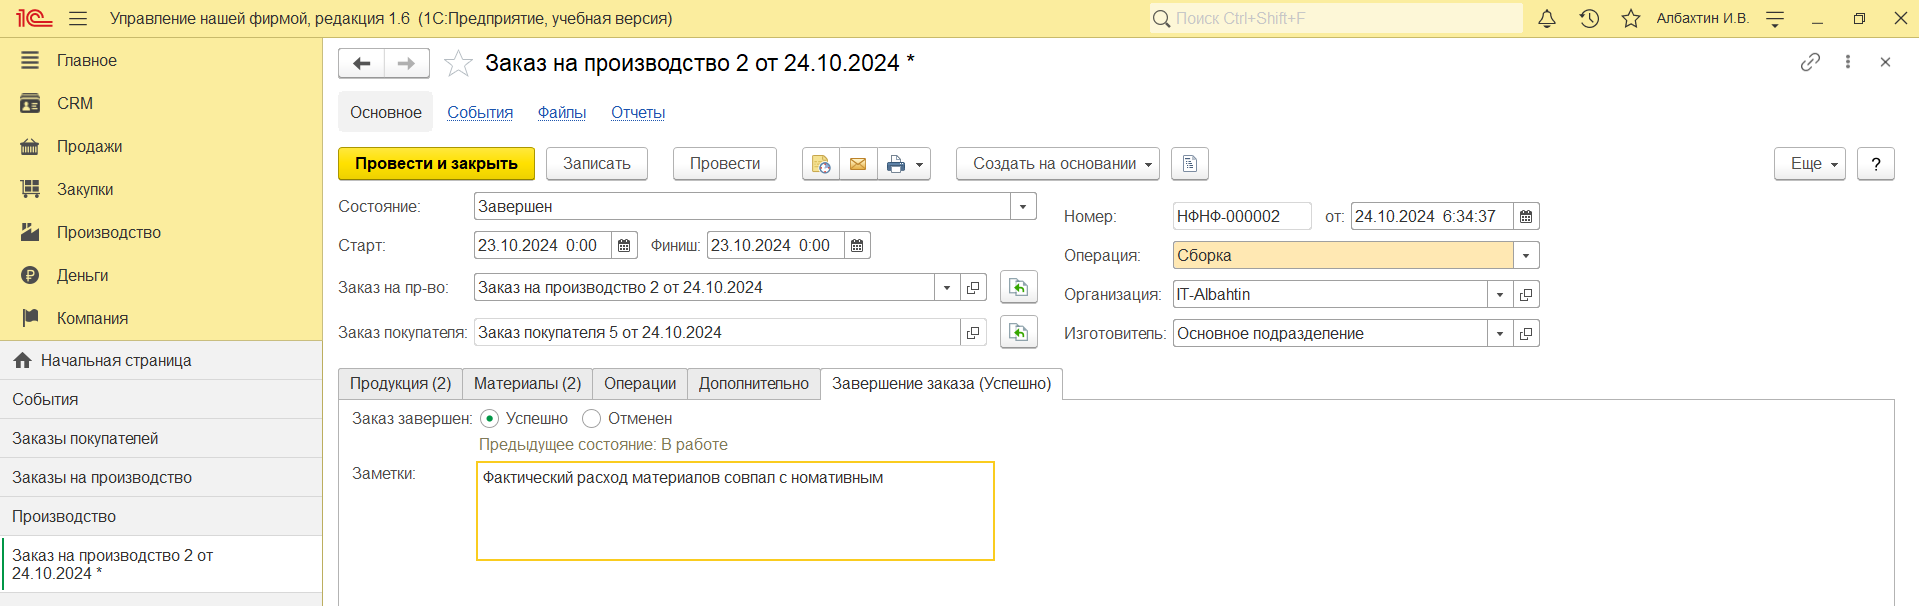 1С Управление нашей фирмой, редакция 1.6 (1С:Предприятие, учебная версия) Поиск Ctrl+Shift+F Албахтин И.В.
Главное
CRM
Продажи
Закупки
Производство
Деньги
Компания
Начальная страница
События
Заказы покупателей
Заказы на производство
Производство
Заказ на производство 2 от
24.10.2024 *
Заказ на производство 2 от 24.10.2024 *
Основное События Файлы Отчеты
Провести и закрыть Записать Провести Создать на основании Еще ?
Состояние: Завершен
Номер: НФНФ-000002 от: 24.10.2024 6:34:37
Старт: 23.10.2024 0:00 Финиш: 23.10.2024 0:00
Операция: Сборка
Заказ на пр-во: Заказ на производство 2 от 24.10.2024
Организация: IT-Albahtin
Заказ покупателя: Заказ покупателя 5 от 24.10.2024
Изготовитель: Основное подразделение
Продукция (2) Материалы (2) Операции Дополнительно Завершение заказа (Успешно)
Заказ завершен: Успешно Отменен
Предыдущее состояние: В работе
Заметки: Фактический расход материалов совпал с номативным